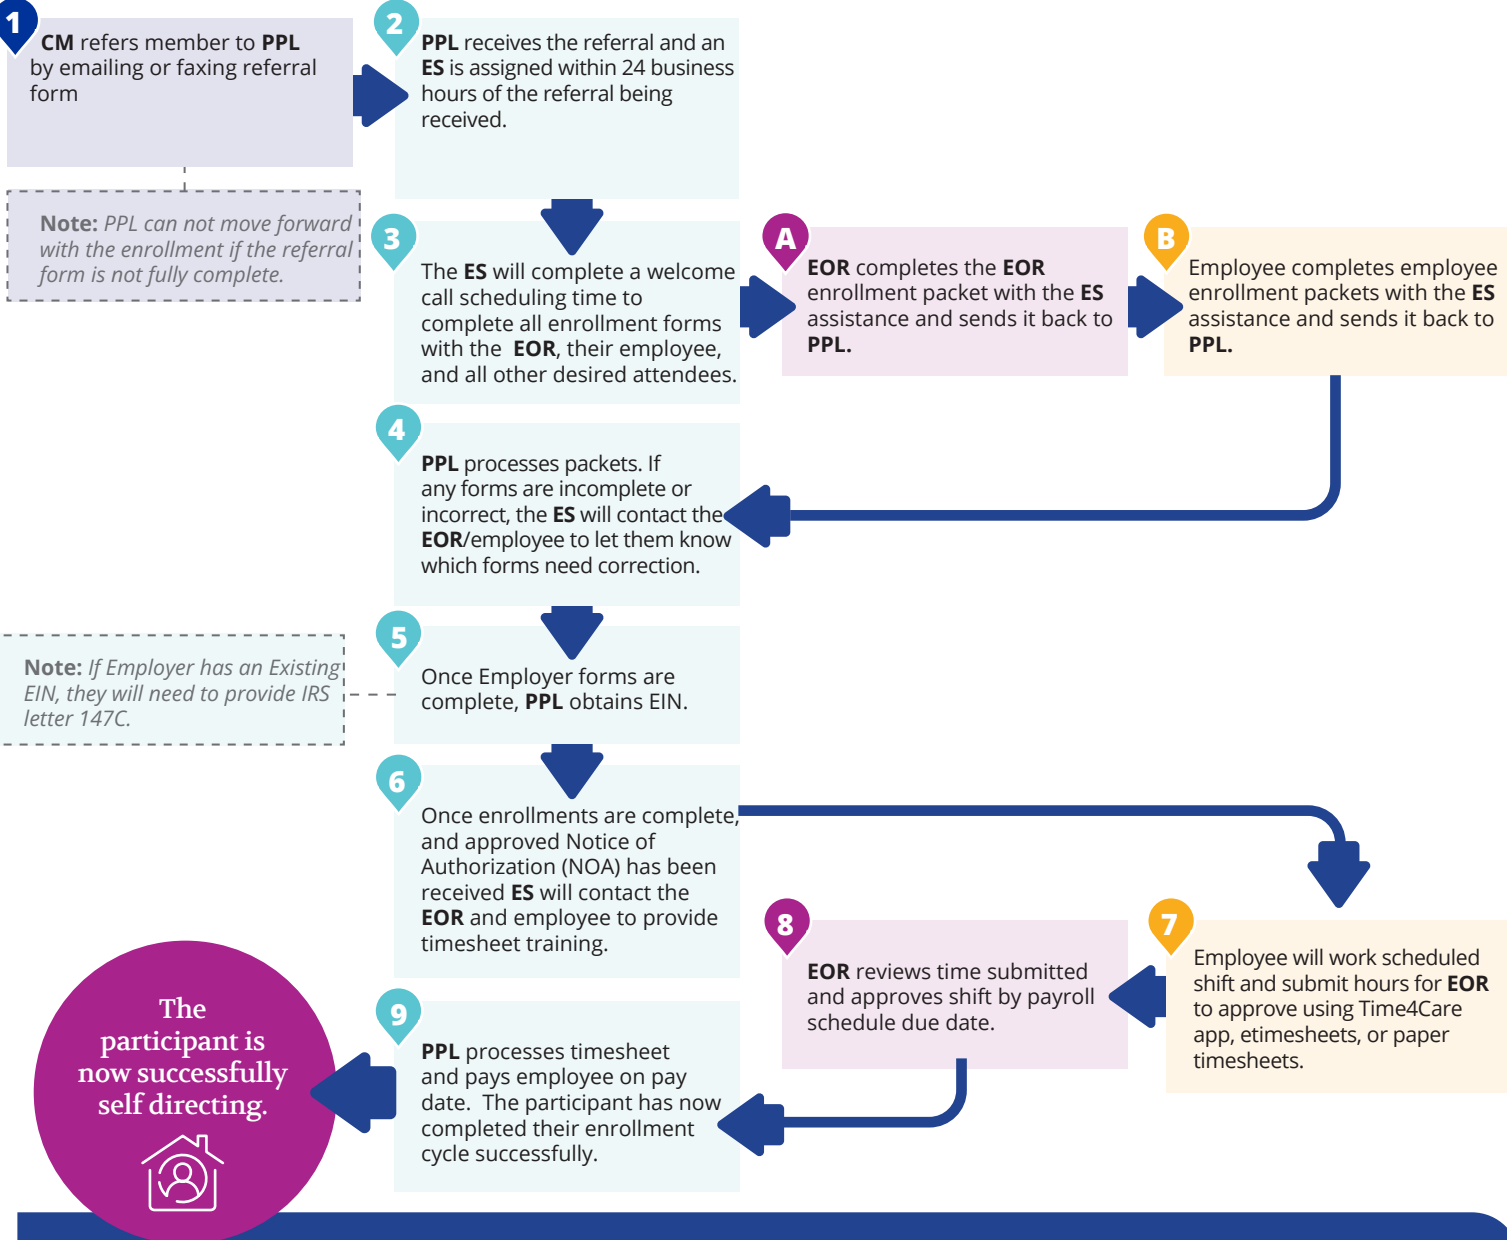 1
CM refers member to PPL
by emailing or faxing referral
form
Note: PPL can not move forward
with the enrollment if the referral
form is not fully complete.
2
PPL receives the referral and an
ES is assigned within 24 business
hours of the referral being
received.
3
The ES will complete a welcome
call scheduling time to
complete all enrollment forms
with the EOR, their employee,
and all other desired attendees.
A
EOR completes the EOR
enrollment packet with the ES
assistance and sends it back to
PPL.
B
Employee completes employee
enrollment packets with the ES
assistance and sends it back to
PPL.
4
PPL processes packets. If
any forms are incomplete or
incorrect, the ES will contact the
EOR/employee to let them know
which forms need correction.
5
Once Employer forms are
complete, PPL obtains EIN.
Note: If Employer has an Existing
EIN, they will need to provide IRS
letter 147C.
6
Once enrollments are complete,
and approved Notice of
Authorization (NOA) has been
received ES will contact the
EOR and employee to provide
timesheet training.
7
Employee will work scheduled
shift and submit hours for EOR
to approve using Time4Care
app, etimesheets, or paper
timesheets.
8
EOR reviews time submitted
and approves shift by payroll
schedule due date.
9
PPL processes timesheet
and pays employee on pay
date. The participant has now
completed their enrollment
cycle successfully.
The
participant is
now successfully
self directing.